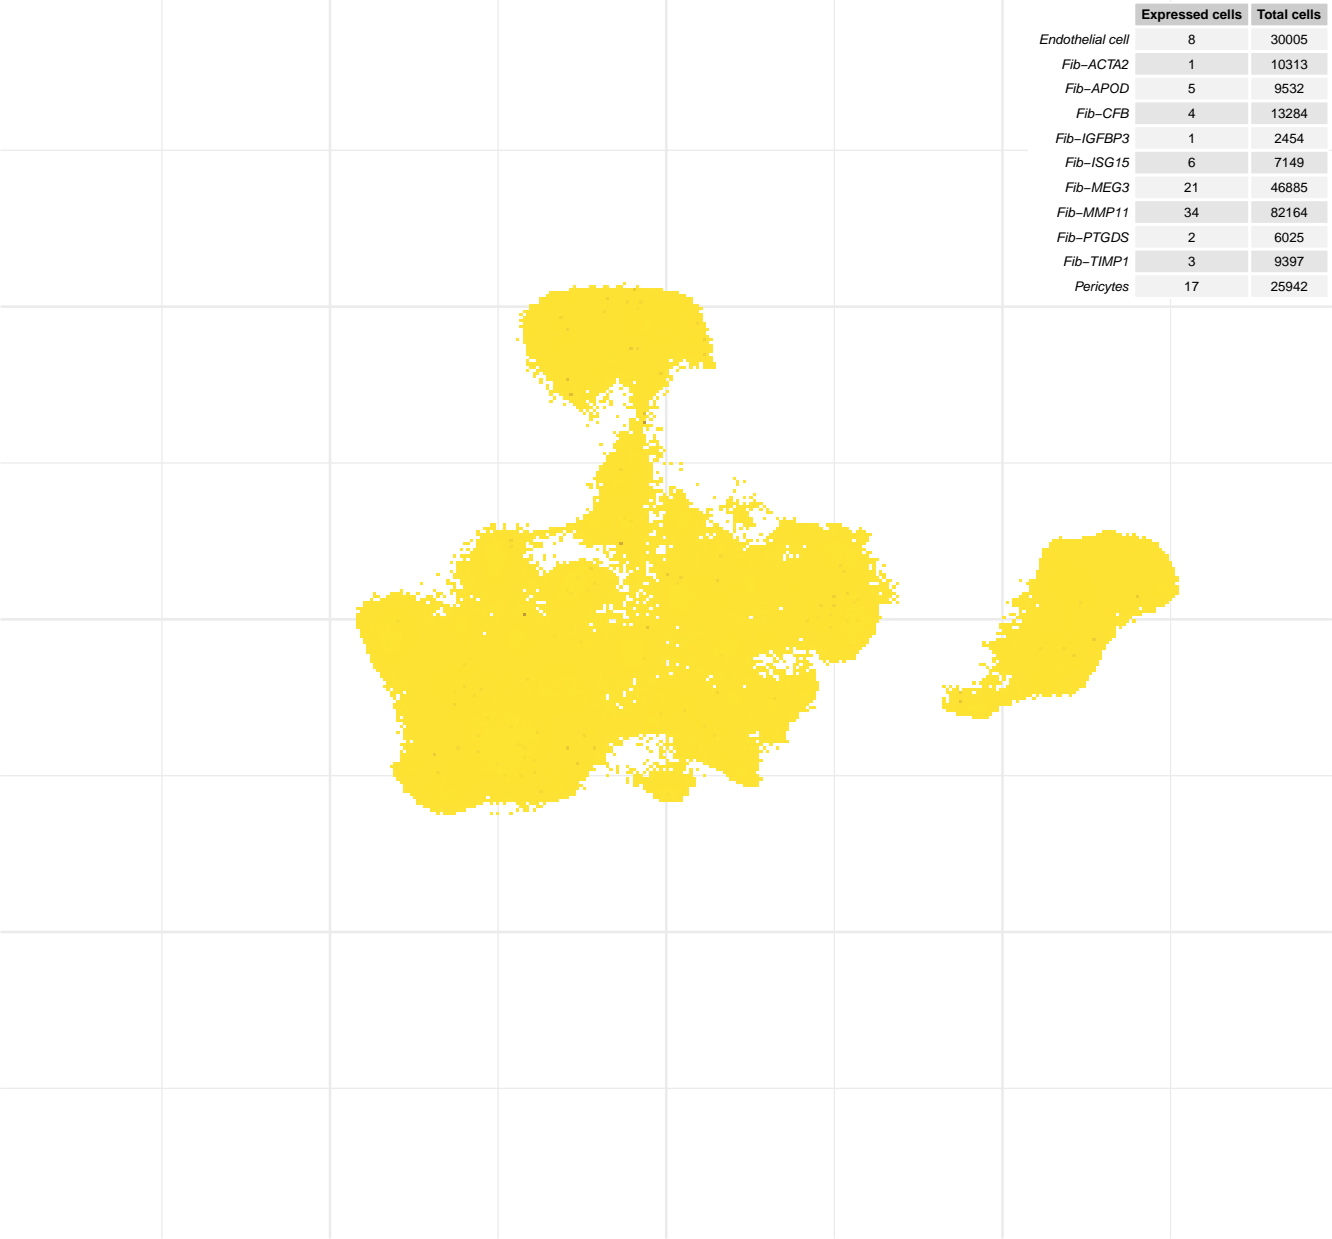 Expressed cells Total cells
Endothelial cell 8 30005
Fib−ACTA2 1 10313
Fib−APOD 5 9532
Fib−CFB 4 13284
Fib−IGFBP3 1 2454
Fib−ISG15 6 7149
Fib−MEG3 21 46885
Fib−MMP11 34 82164
Fib−PTGDS 2 6025
Fib−TIMP1 3 9397
Pericytes 17 25942